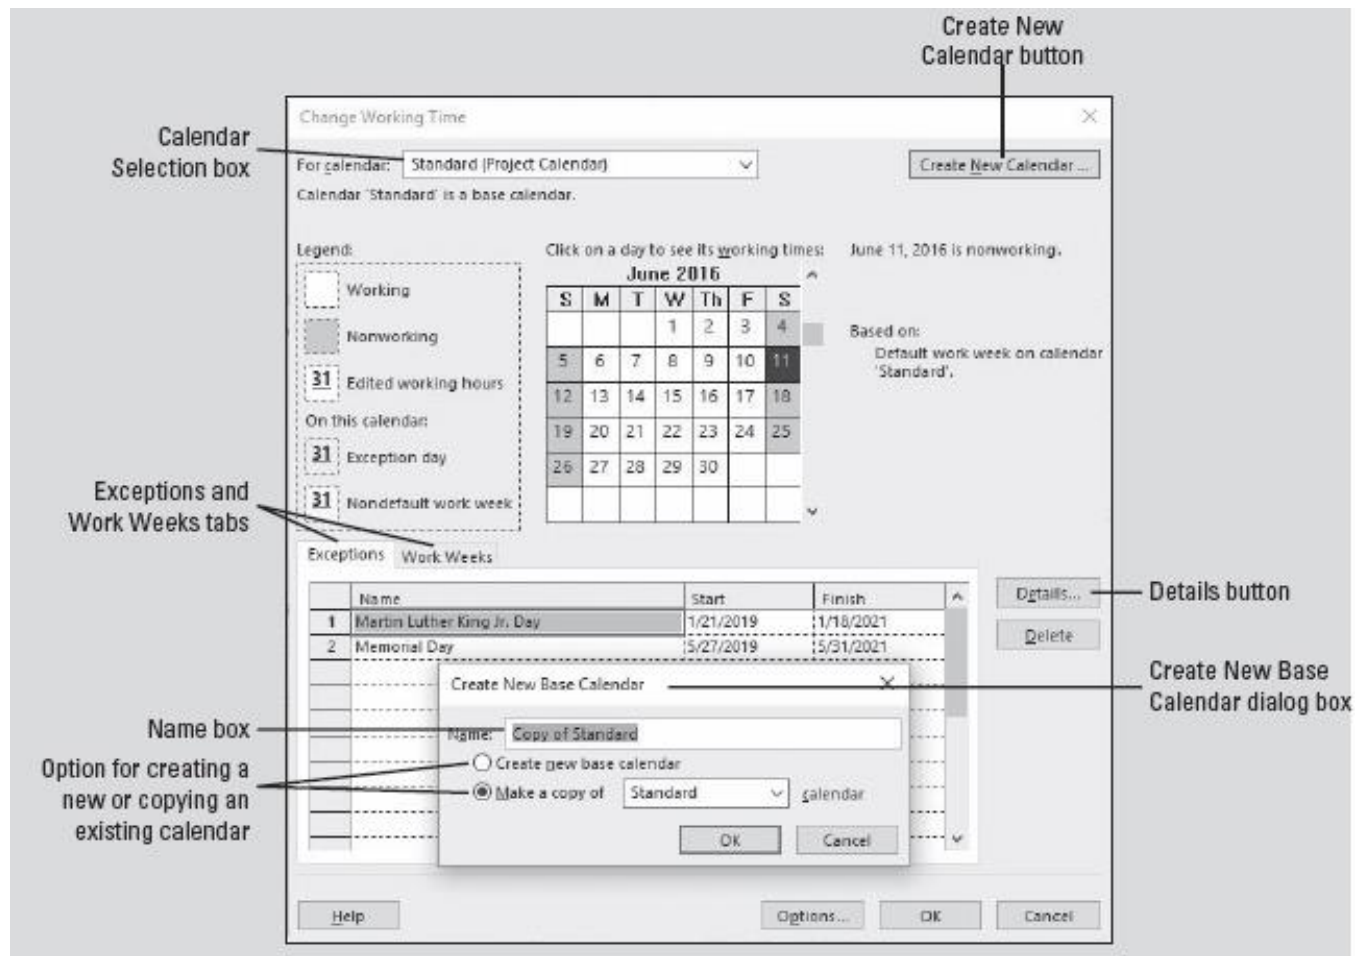 Create New
Calendar button
Change Working Time
Calendar
Selection box
For calendar: Standard (Project Calendar)
Create New Calendar ...
Calendar 'Standard' is a base calendar.
Legend:
Click on a day to see its working times:
June 11, 2016 is nonworking.
June 2016
Working
S M T W Th F S
1 2 3 4
Nonworking
Based on:
Default work week on calendar
'Standard'.
5 6 7 8 9 10 11
31 Edited working hours
12 13 14 15 16 17 18
On this calendar:
19 20 21 22 23 24 25
31 Exception day
26 27 28 29 30
Exceptions and
Work Weeks tabs
31 Nondefault work week
Exceptions Work Weeks
Name Start Finish
Details...
Details button
1 Martin Luther King Jr. Day 1/21/2019 1/18/2021
2 Memorial Day 5/27/2019 5/31/2021
Delete
Create New Base Calendar
Create New Base
Calendar dialog box
Name box
Name: Copy of Standard
Option for creating a
new or copying an
existing calendar
Create new base calendar
Make a copy of Standard calendar
OK Cancel
Help Options... OK Cancel